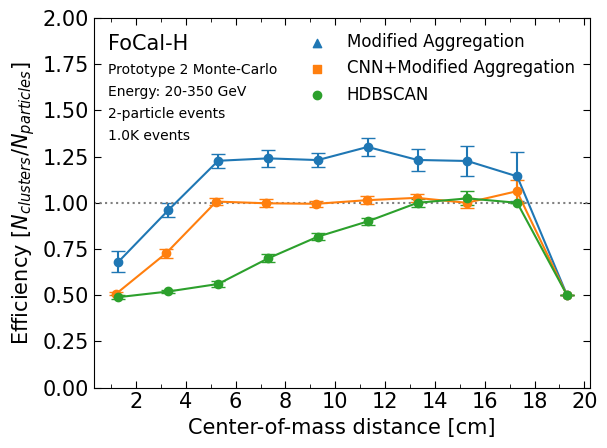 FoCal-H
Prototype 2 Monte-Carlo
Energy: 20-350 GeV
2-particle events
1.0K events
Modified Aggregation
CNN+Modified Aggregation
HDBSCAN
Efficiency [N_clusters/N_particles]
2.00
1.75
1.50
1.25
1.00
0.75
0.50
0.25
0.00
2 4 6 8 10 12 14 16 18 20
Center-of-mass distance [cm]